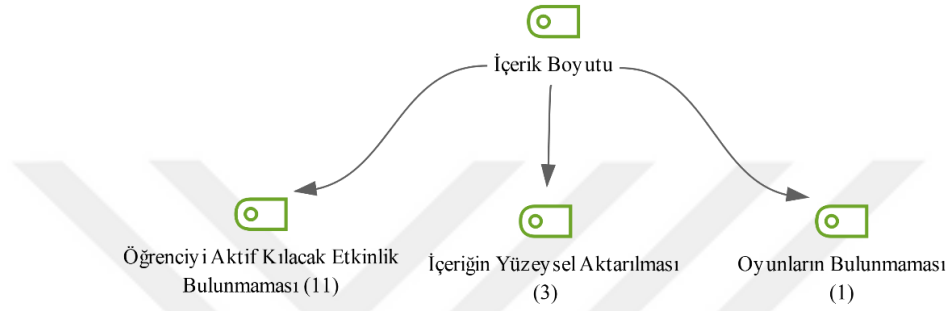 İçerik Boyutu
Öğrenciyi Aktif Kılacak Etkinlik
Bulunmaması (11)
İçeriğin Yüzeysel Aktarılması
(3)
Oyunların Bulunmaması
(1)